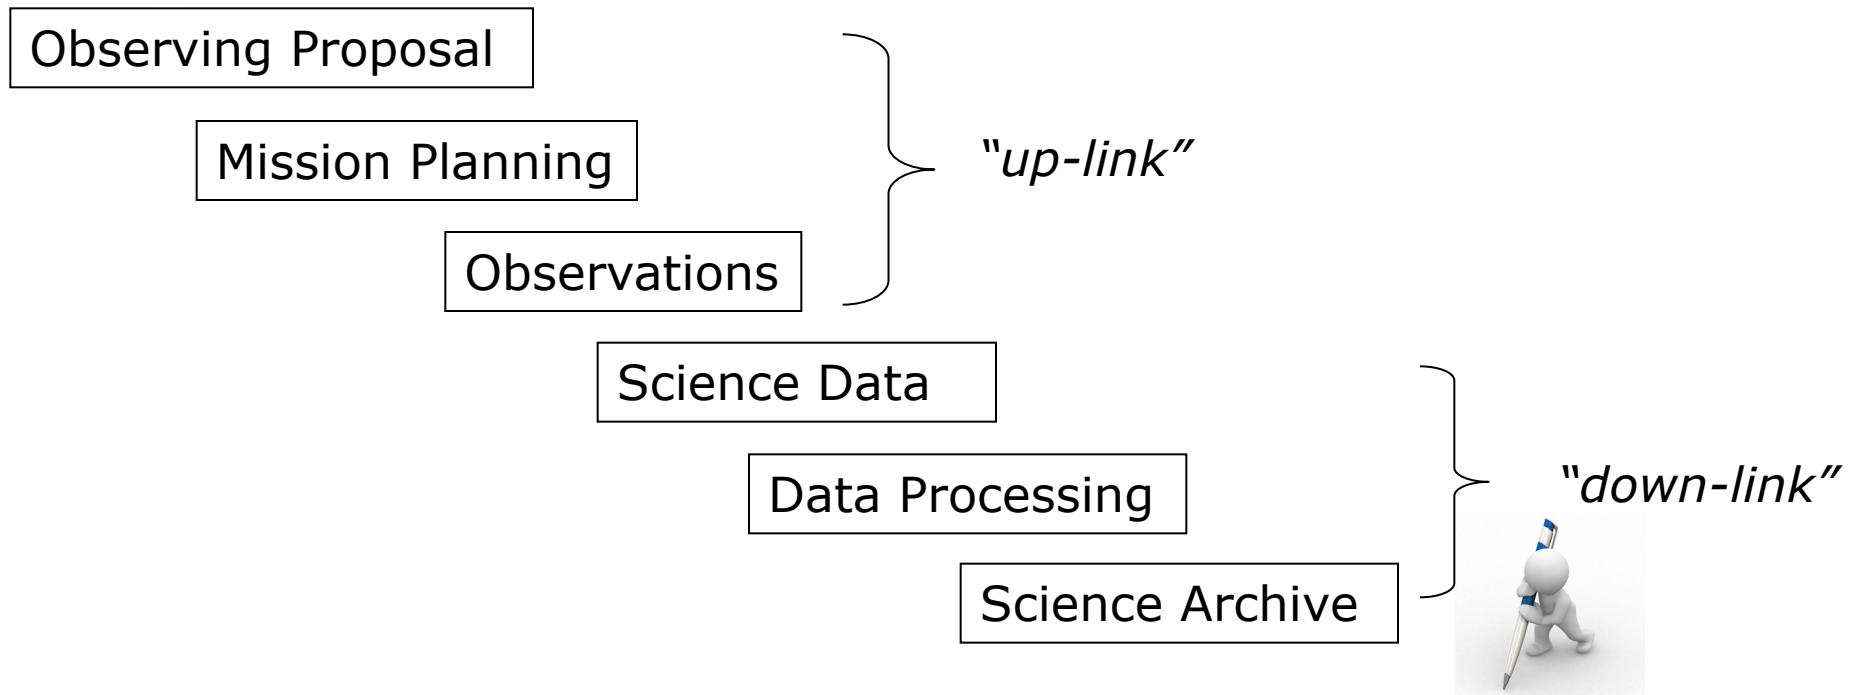 Observing Proposal
Mission Planning
“up-link”
Observations
Science Data
Data Processing
“down-link”
Science Archive